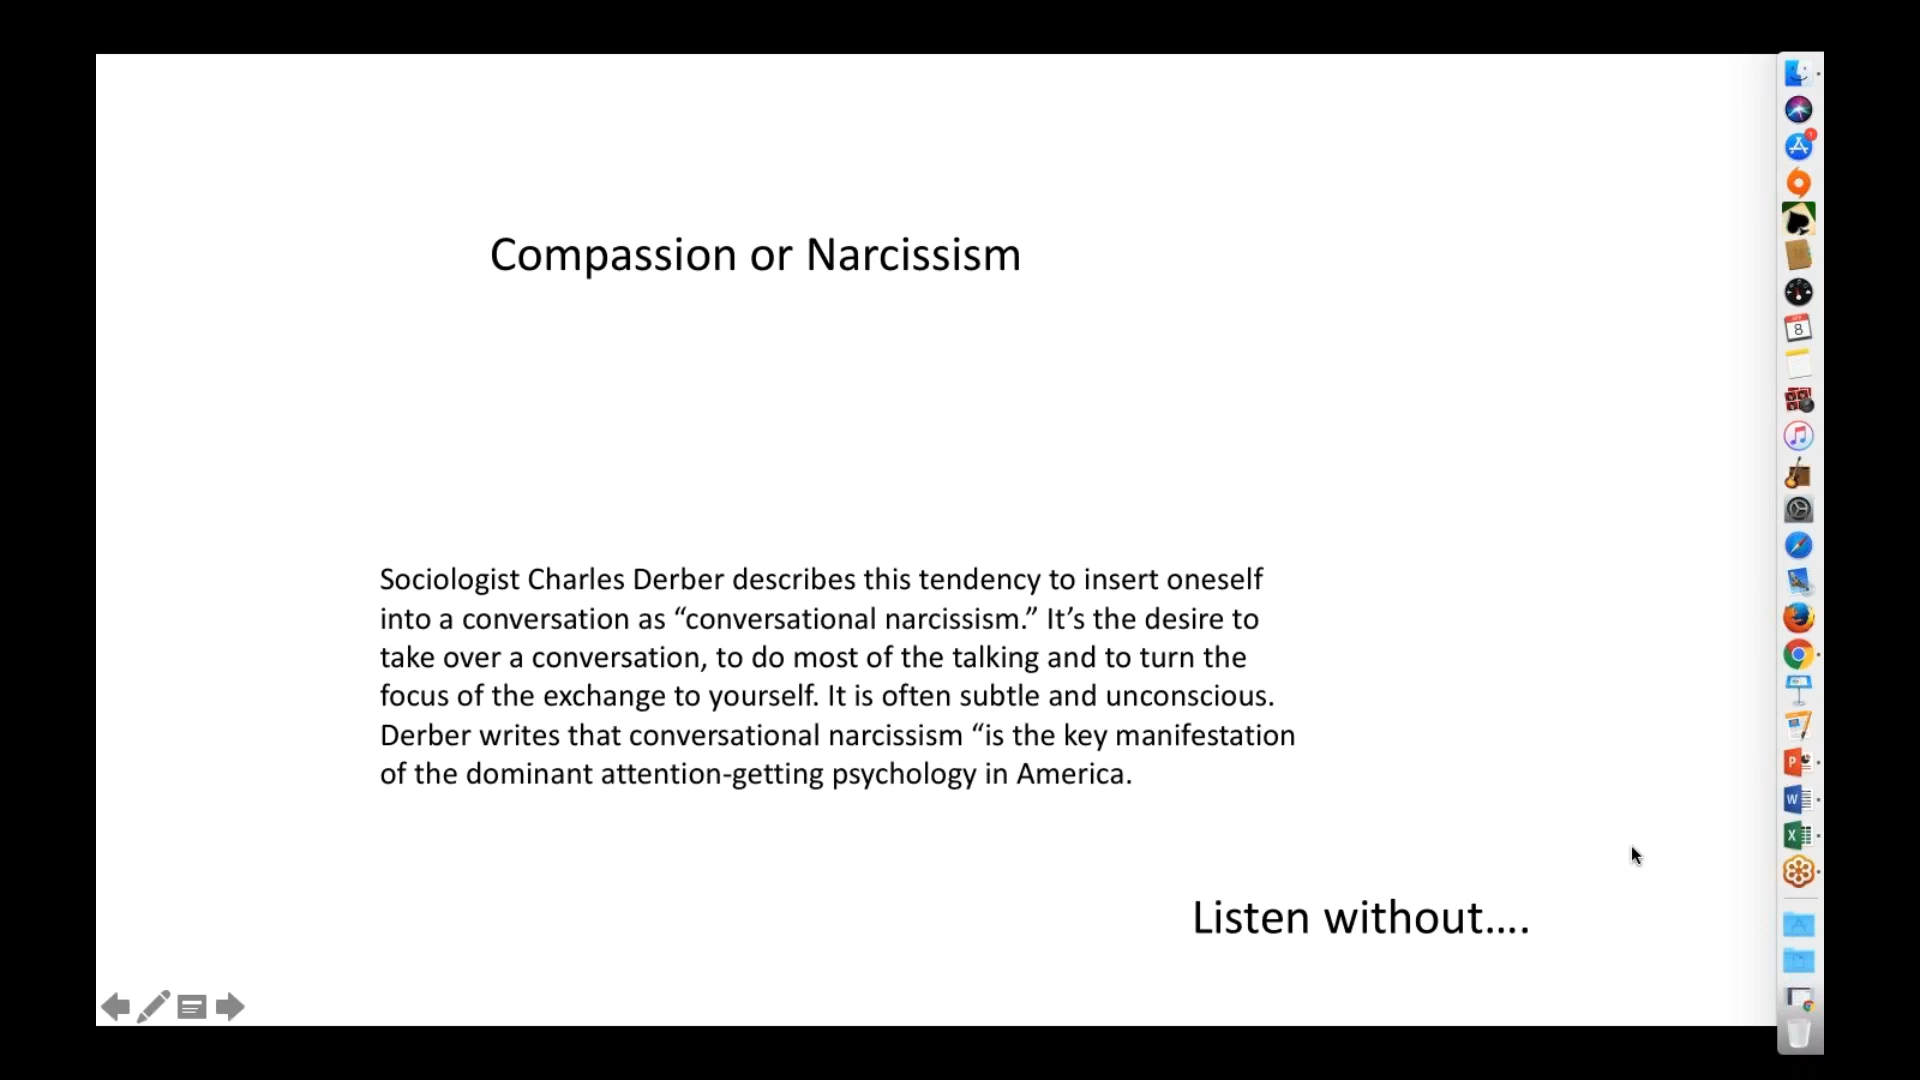 Compassion or Narcissism
Sociologist Charles Derber describes this tendency to insert oneself
into a conversation as “conversational narcissism.” It’s the desire to
take over a conversation, to do most of the talking and to turn the
focus of the exchange to yourself. It is often subtle and unconscious.
Derber writes that conversational narcissism “is the key manifestation
of the dominant attention-getting psychology in America.
Listen without....
1
8
P
W
X